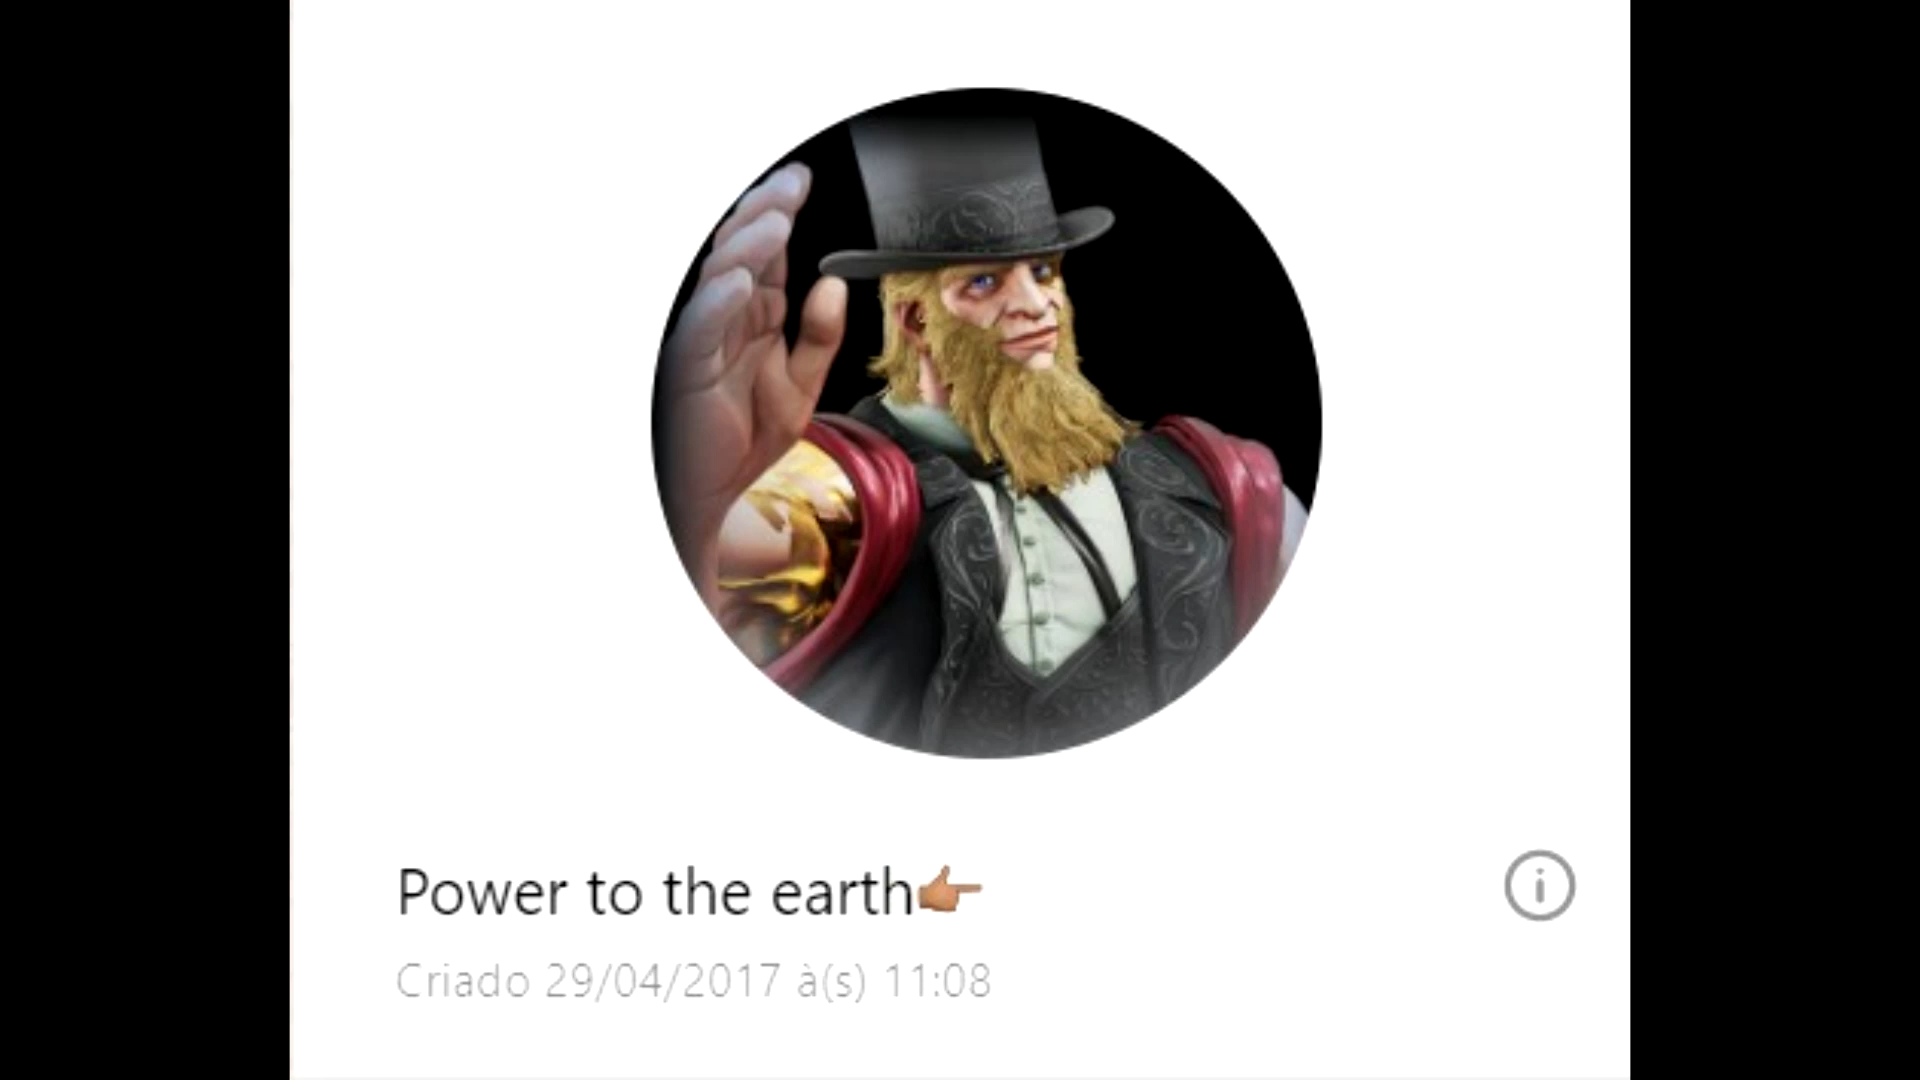 Power to the earth👉🏽
Criado 29/04/2017 à(s) 11:08